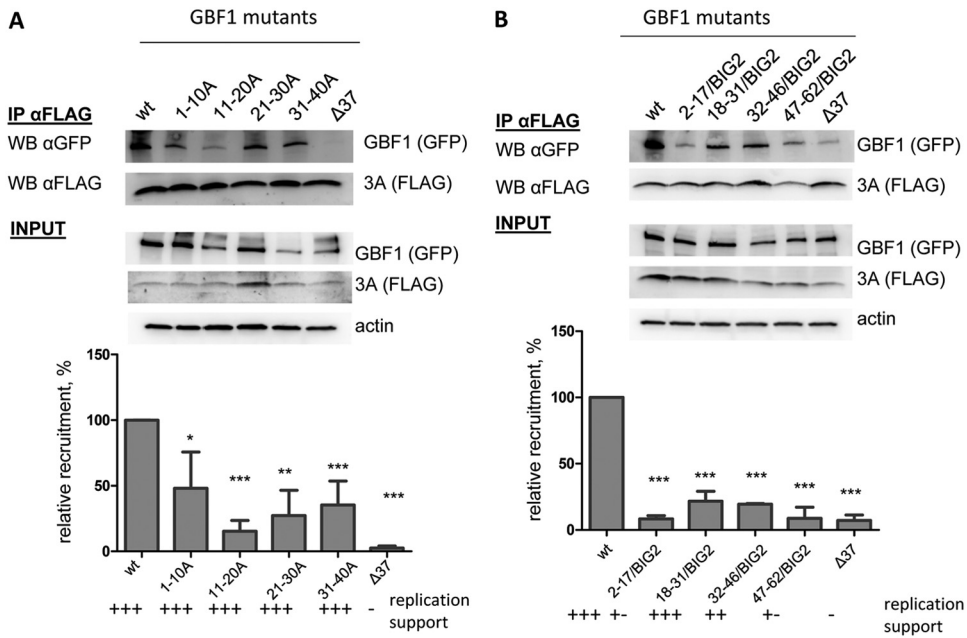 A
GBF1 mutants
wt 1-10A 11-20A 21-30A 31-40A Δ37
IP αFLAG
WB αGFP GBF1 (GFP)
WB αFLAG 3A (FLAG)
INPUT
GBF1 (GFP)
3A (FLAG)
actin
relative recruitment, %
150
100
50
0
* *** ** *** ***
wt 1-10A 11-20A 21-30A 31-40A Δ37
+++ +++ +++ +++ +++ - replication
support
B
GBF1 mutants
wt 2-17/BIG2 18-31/BIG2 32-46/BIG2 47-62/BIG2 Δ37
IP αFLAG
WB αGFP GBF1 (GFP)
WB αFLAG 3A (FLAG)
INPUT
GBF1 (GFP)
3A (FLAG)
actin
relative recruitment, %
150
100
50
0
*** *** *** *** ***
wt 2-17/BIG2 18-31/BIG2 32-46/BIG2 47-62/BIG2 Δ37
+++ +- +++ ++ +- - replication
support